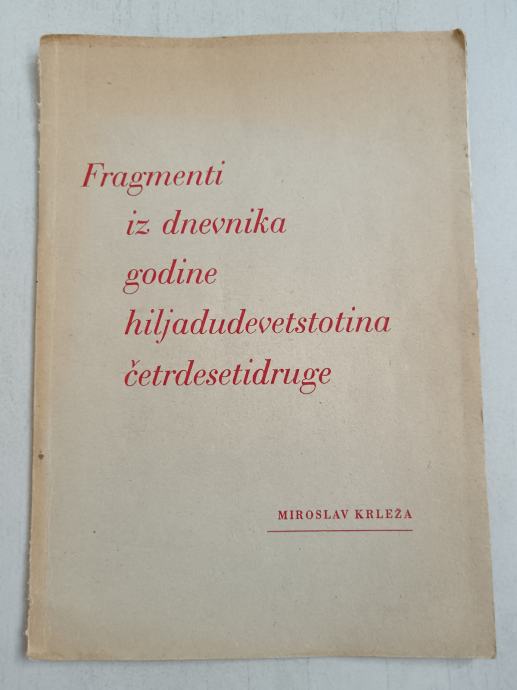 Fragmenti
iz dnevnika
godine
hiljadudevetstotina
četrdesetidruge
MIROSLAV KRLEŽA